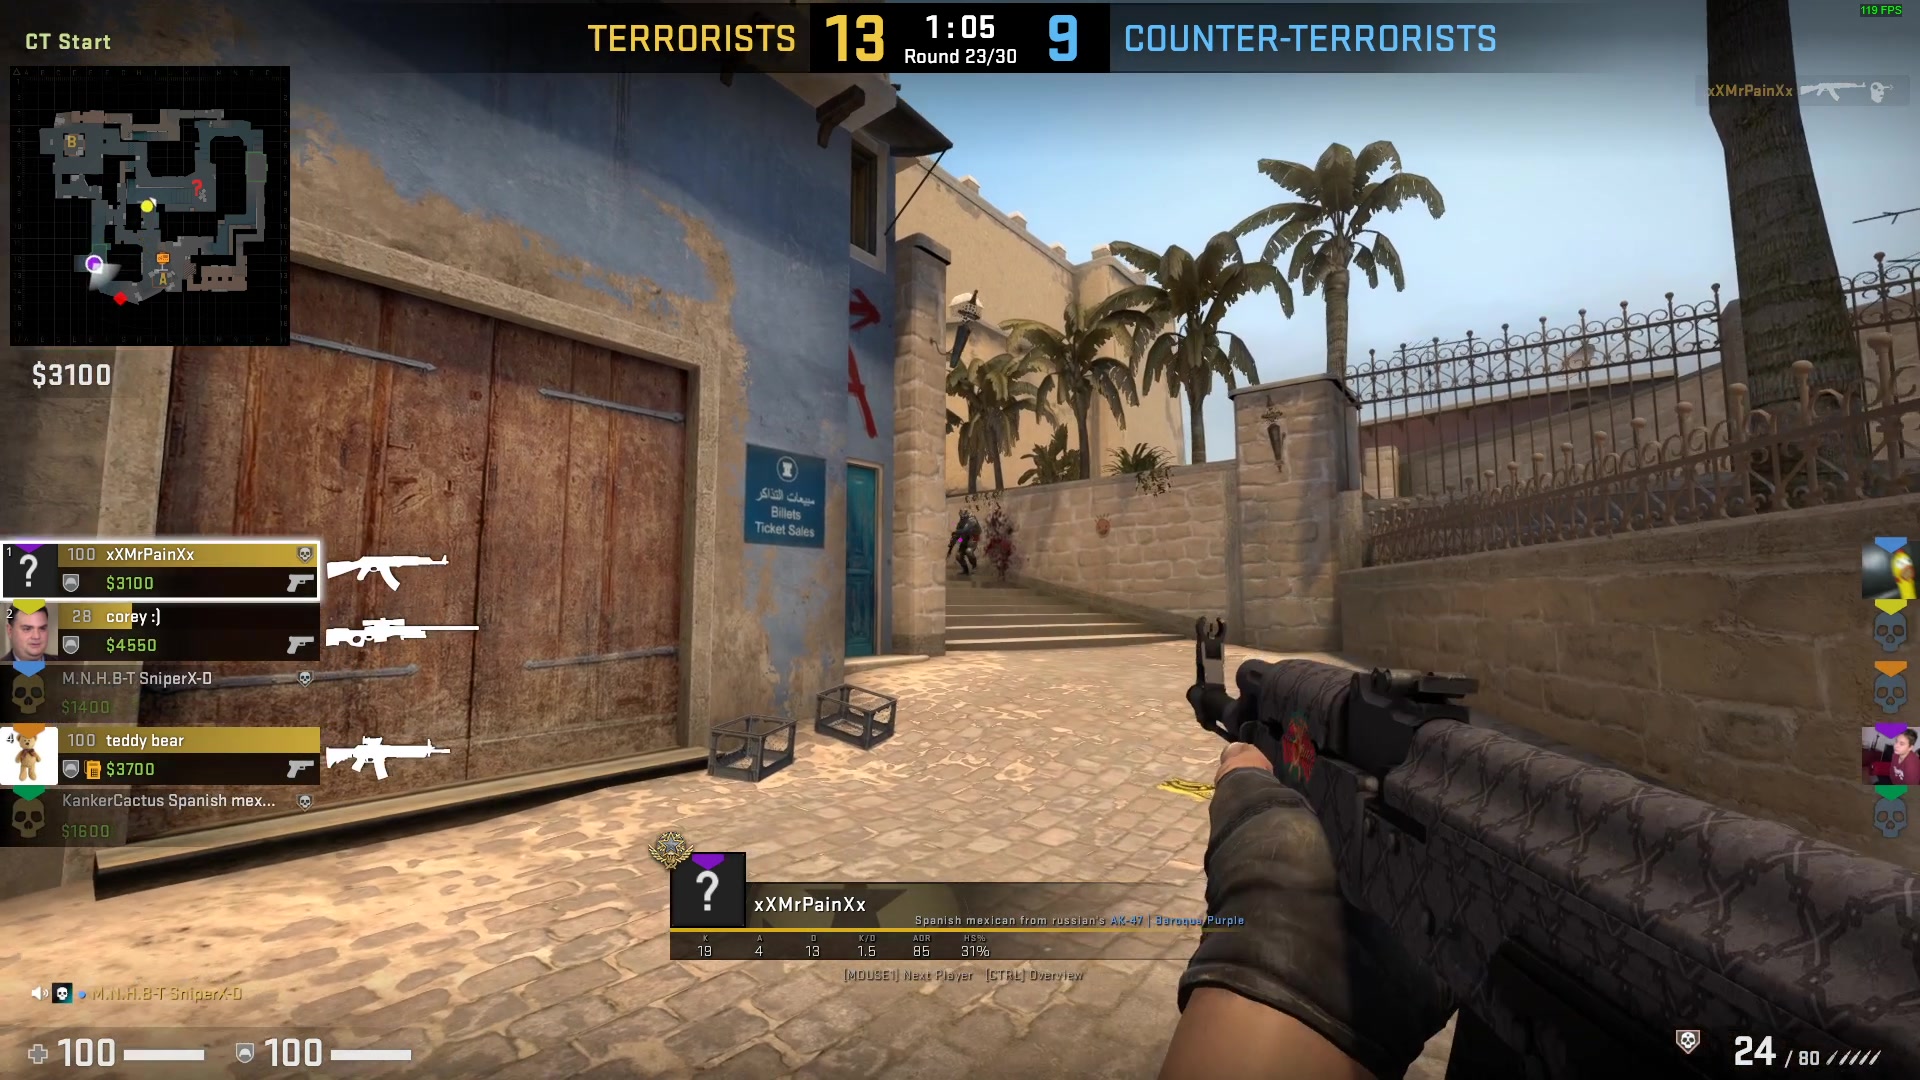 119 FPS
CT Start
TERRORISTS 13 1:05 9 COUNTER-TERRORISTS
Round 23/30
xXMrPainXx
B
?
A
$3100
مبيعات التذاكر
Billets
Ticket Sales
1 ? 100 xXMrPainXx
$3100
2 28 corey :)
$4550
M.N.H.B-T SniperX-D
$1400
4 100 teddy bear
$3700
KankerCactus Spanish mex...
$1600
? xXMrPainXx
Spanish mexican from russian's AK-47 | Baroque Purple
K A D K/D ADR HS%
19 4 13 1.5 85 31%
[MOUSE1] Next Player [CTRL] Overview
M.N.H.B-T SniperX-D
100 100
24 / 80